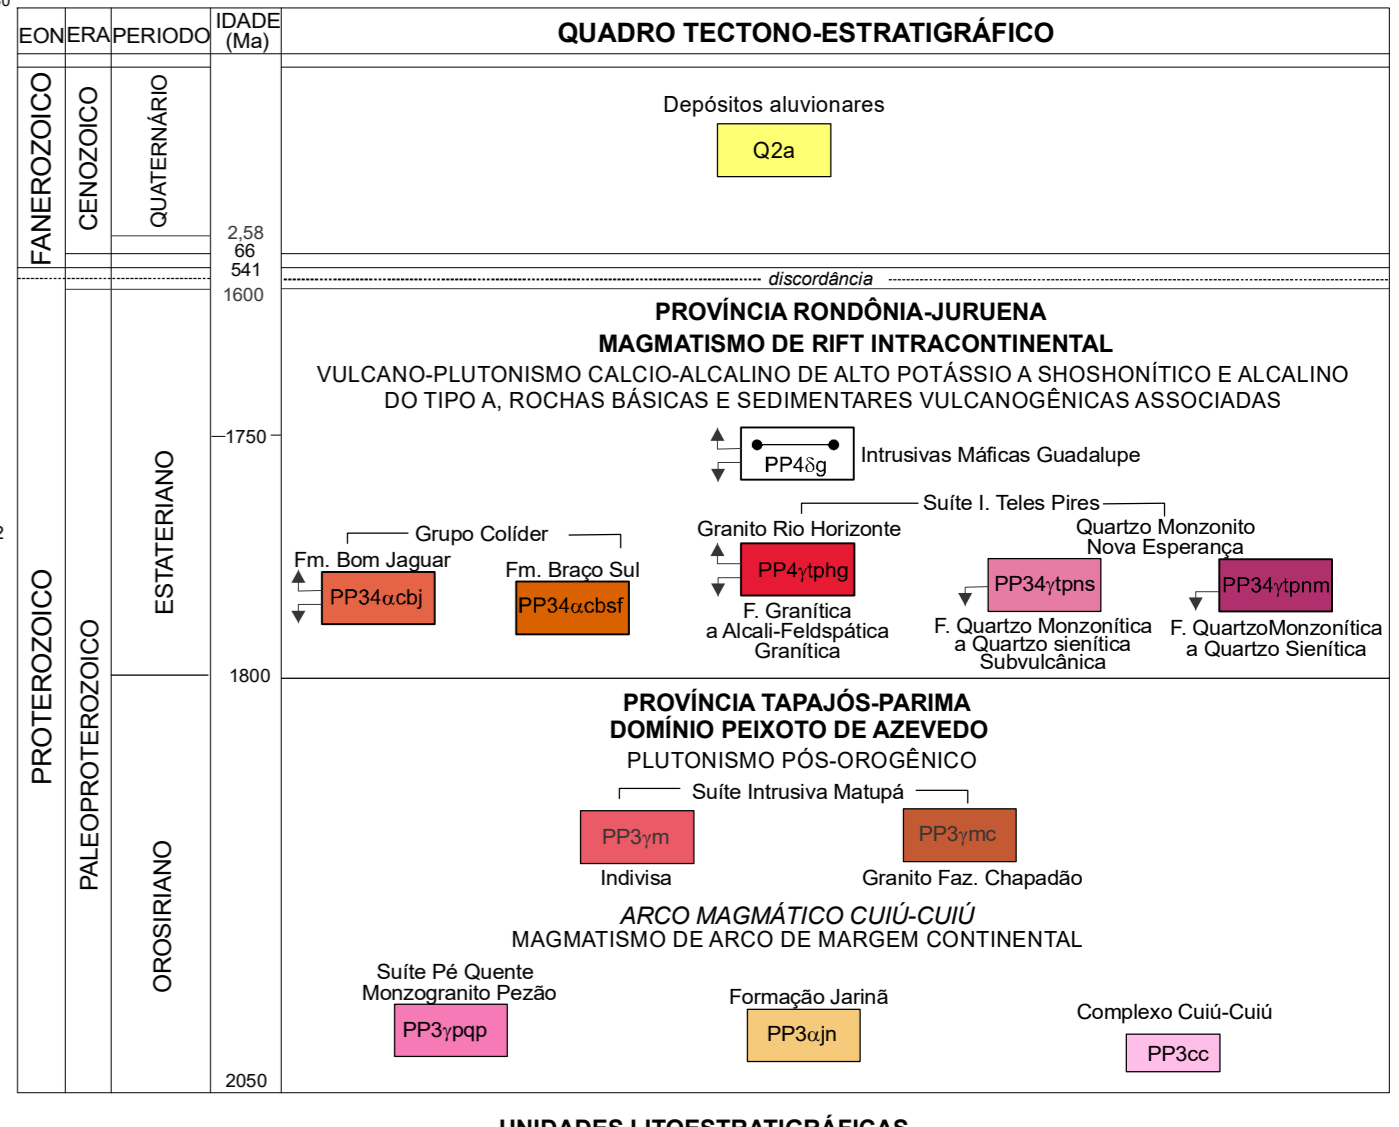 EON ERA PERIODO IDADE (Ma) QUADRO TECTONO-ESTRATIGRÁFICO
FANEROZOICO
CENOZOICO
QUATERNÁRIO
Depósitos aluvionares
Q2a
2,58
66
541
discordância
1600
PROVÍNCIA RONDÔNIA-JURUENA
MAGMATISMO DE RIFT INTRACONTINENTAL
VULCANO-PLUTONISMO CALCIO-ALCALINO DE ALTO POTÁSSIO A SHOSHONÍTICO E ALCALINO
DO TIPO A, ROCHAS BÁSICAS E SEDIMENTARES VULCANOGÊNICAS ASSOCIADAS
1750
PP4δg
Intrusivas Máficas Guadalupe
PROTEROZOICO
PALEOPROTEROZOICO
ESTATERIANO
Grupo Colíder
Fm. Bom Jaguar
PP34αcbj
Fm. Braço Sul
PP34αcbsf
Suíte I. Teles Pires
Granito Rio Horizonte
PP4γtphg
F. Granítica
a Alcali-Feldspática
Granítica
Quartzo Monzonito
Nova Esperança
PP34γtpns
F. Quartzo Monzonítica
a Quartzo sienítica
Subvulcânica
PP34γtpnm
F. QuartzoMonzonítica
a Quartzo Sienítica
1800
OROSIRIANO
PROVÍNCIA TAPAJÓS-PARIMA
DOMÍNIO PEIXOTO DE AZEVEDO
PLUTONISMO PÓS-OROGÊNICO
Suíte Intrusiva Matupá
PP3γm
Indivisa
PP3γmc
Granito Faz. Chapadão
ARCO MAGMÁTICO CUIÚ-CUIÚ
MAGMATISMO DE ARCO DE MARGEM CONTINENTAL
Suíte Pé Quente
Monzogranito Pezão
PP3γpqp
Formação Jarinã
PP3αjn
Complexo Cuiú-Cuiú
PP3cc
2050
UNIDADES LITOESTRATIGRÁFICAS